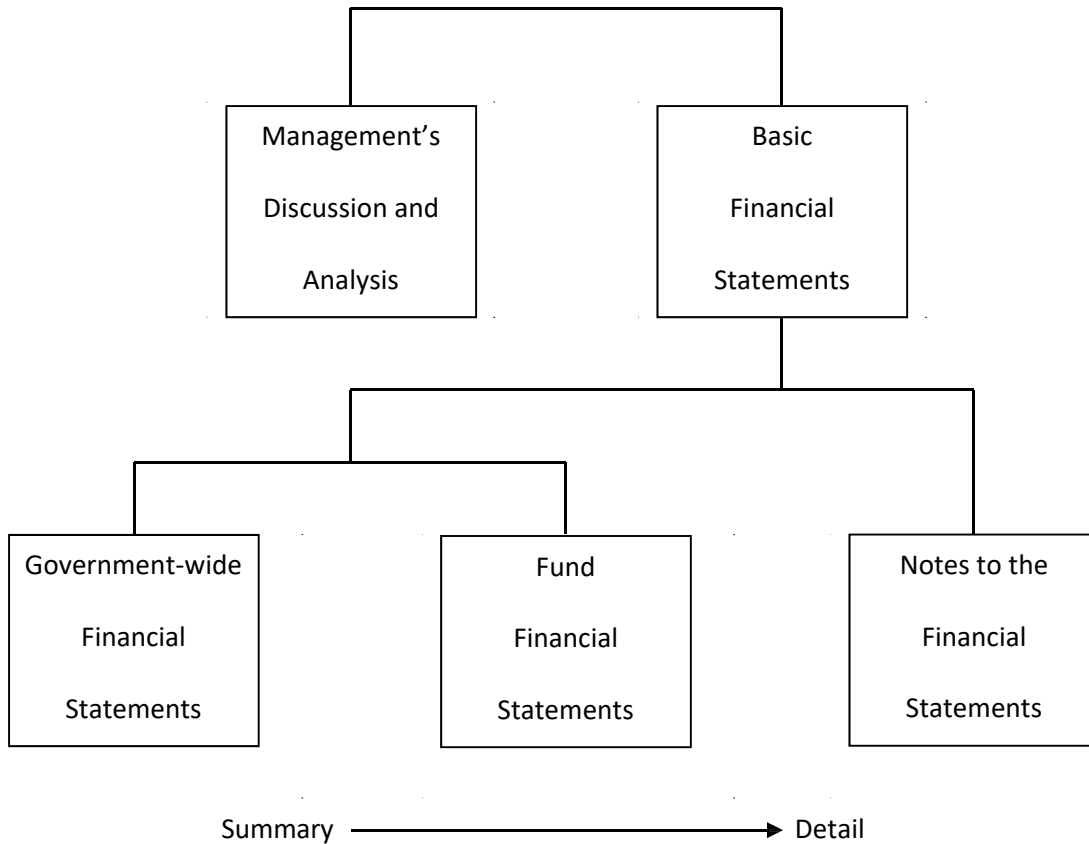 Management’s
Discussion and
Analysis
Basic
Financial
Statements
Government-wide
Financial
Statements
Fund
Financial
Statements
Notes to the
Financial
Statements
Summary
Detail